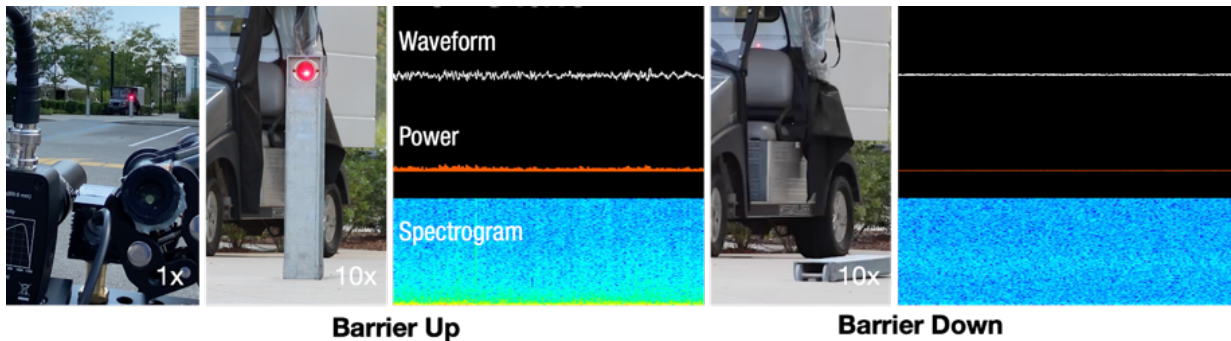 Waveform
Power
Spectrogram
1x
10x
10x
Barrier Up
Barrier Down